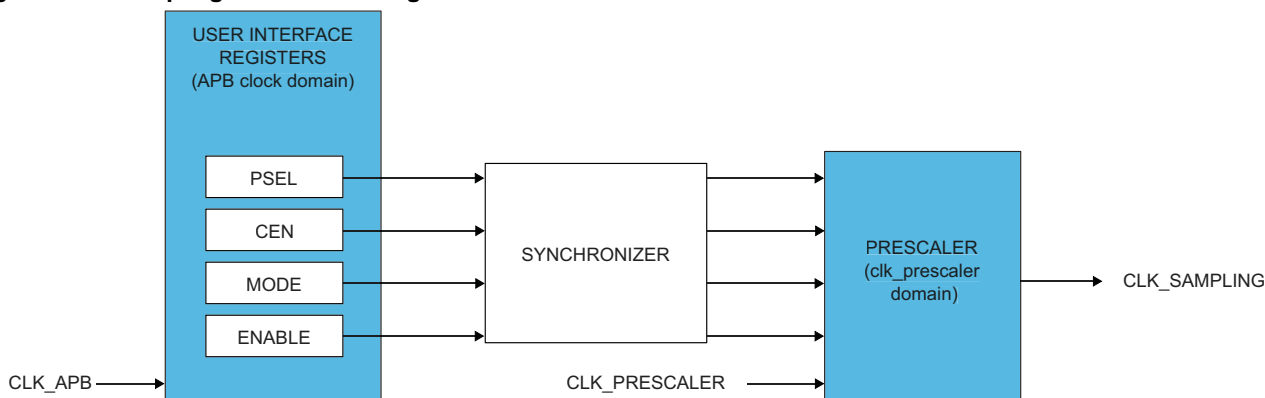 USER INTERFACE
REGISTERS
(APB clock domain)
PSEL
CEN
MODE
ENABLE
SYNCHRONIZER
PRESCALER
(clk_prescaler
domain)
CLK_SAMPLING
CLK_APB
CLK_PRESCALER